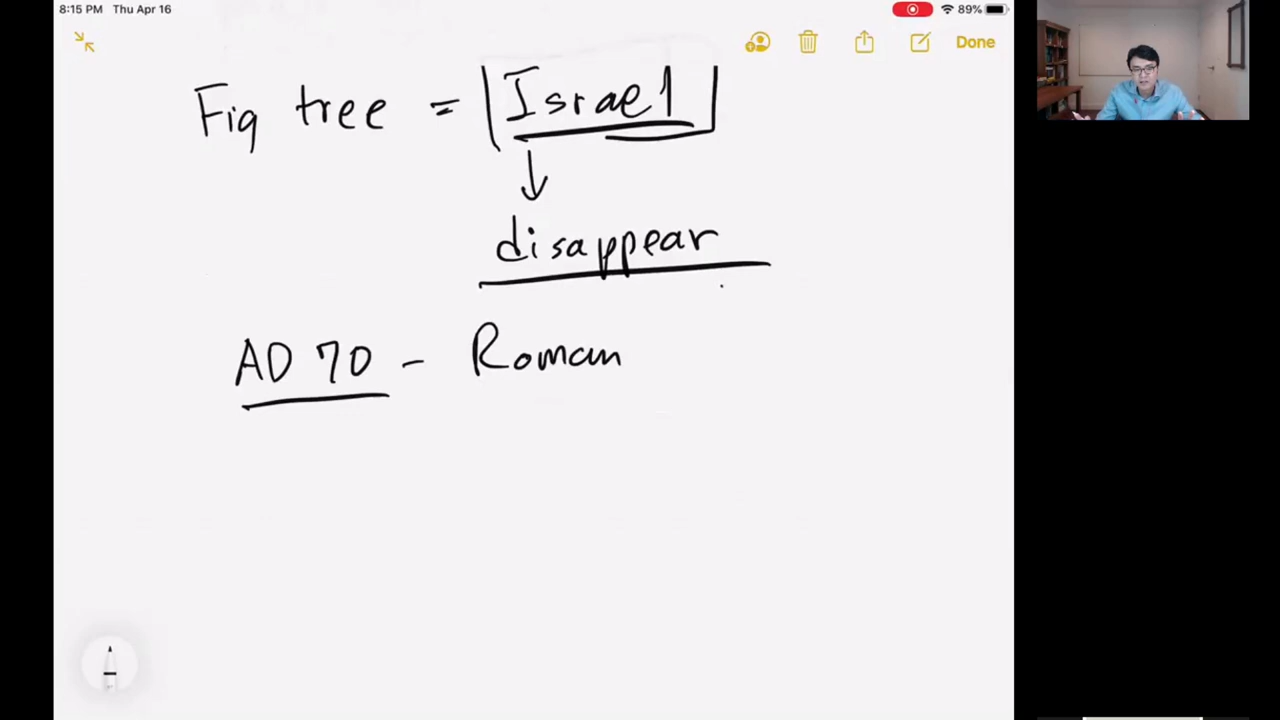 8:15 PM Thu Apr 16 89%
Done
Fig tree = Israel
↓
disappear
AD 70 - Roman